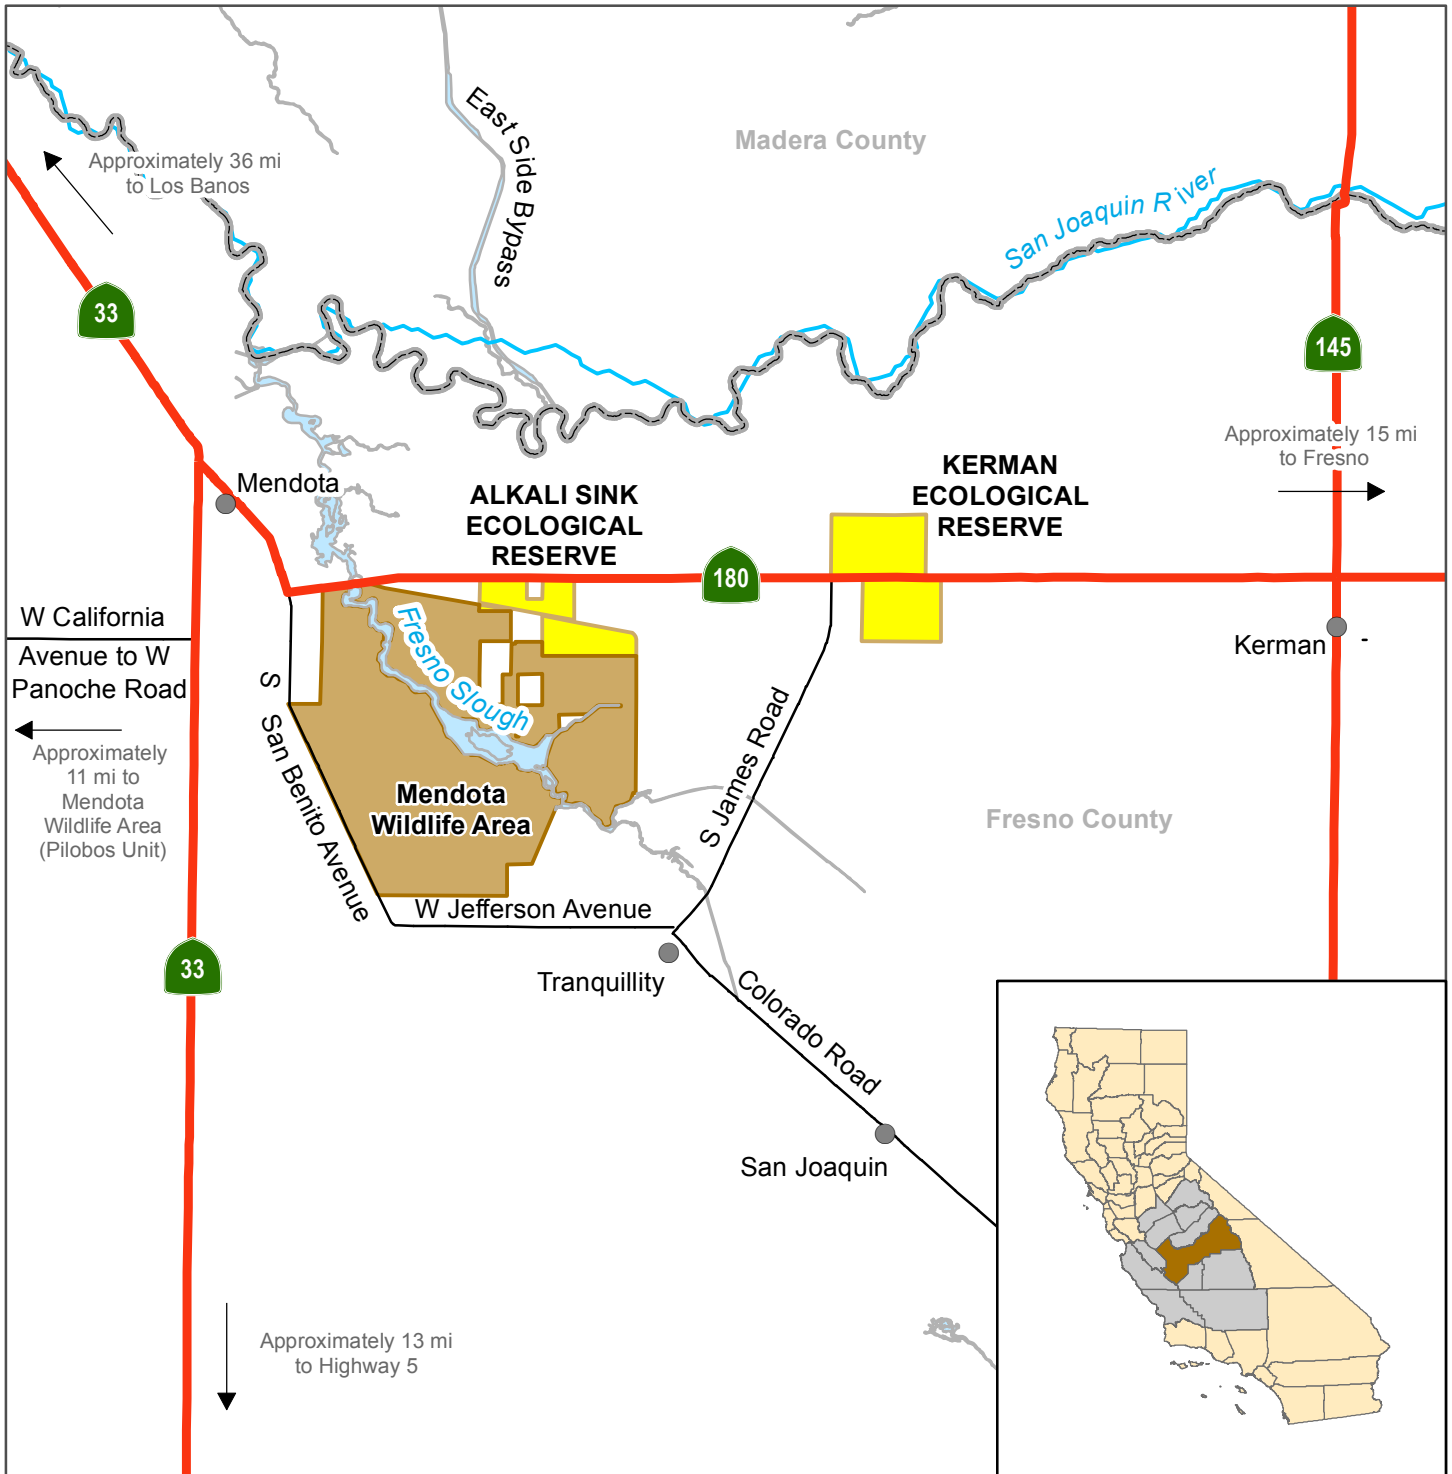 East Side Bypass
Madera County
Approximately 36 mi
to Los Banos
San Joaquin River
33
145
Approximately 15 mi
to Fresno
KERMAN
ECOLOGICAL
RESERVE
Mendota
ALKALI SINK
ECOLOGICAL
RESERVE
180
W California
Avenue to W
Panoche Road
Fresno Slough
Kerman
-
S San Benito Avenue
S James Road
Approximately
11 mi to
Mendota
Wildlife Area
(Pilobos Unit)
Mendota
Wildlife Area
Fresno County
W Jefferson Avenue
33
Tranquillity
Colorado Road
San Joaquin
Approximately 13 mi
to Highway 5